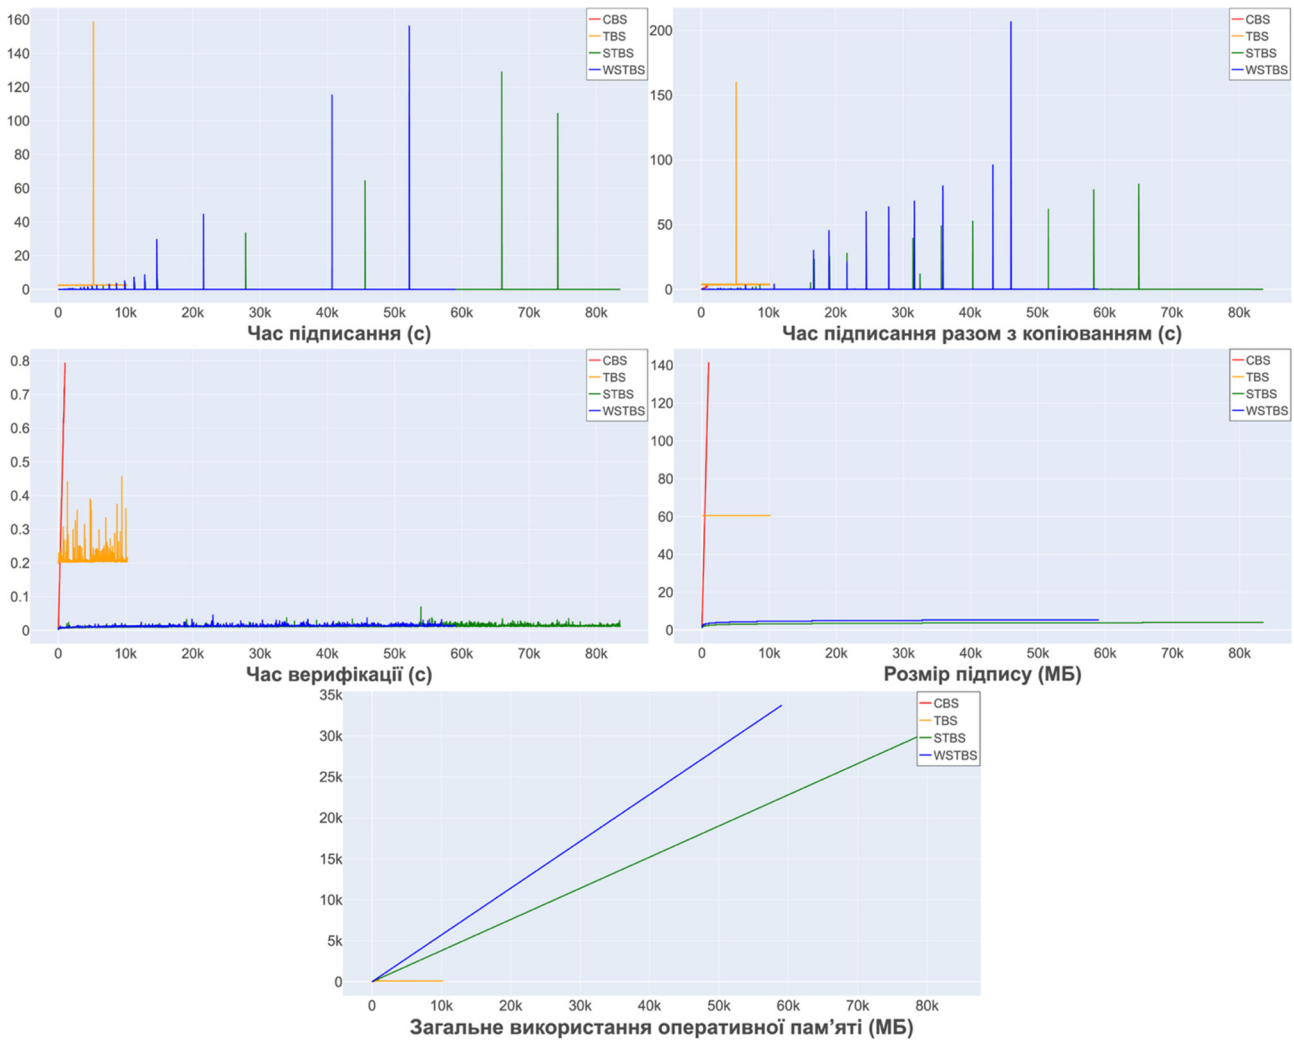 160
140
120
100
80
60
40
20
0
0 10k 20k 30k 40k 50k 60k 70k 80k
CBS
TBS
STBS
WSTBS
Час підписання (с)
200
150
100
50
0
0 10k 20k 30k 40k 50k 60k 70k 80k
CBS
TBS
STBS
WSTBS
Час підписання разом з копіюванням (с)
0.8
0.7
0.6
0.5
0.4
0.3
0.2
0.1
0
0 10k 20k 30k 40k 50k 60k 70k 80k
CBS
TBS
STBS
WSTBS
Час верифікації (с)
140
120
100
80
60
40
20
0
0 10k 20k 30k 40k 50k 60k 70k 80k
CBS
TBS
STBS
WSTBS
Розмір підпису (МБ)
35k
30k
25k
20k
15k
10k
5k
0
0 10k 20k 30k 40k 50k 60k 70k 80k
CBS
TBS
STBS
WSTBS
Загальне використання оперативної пам’яті (МБ)